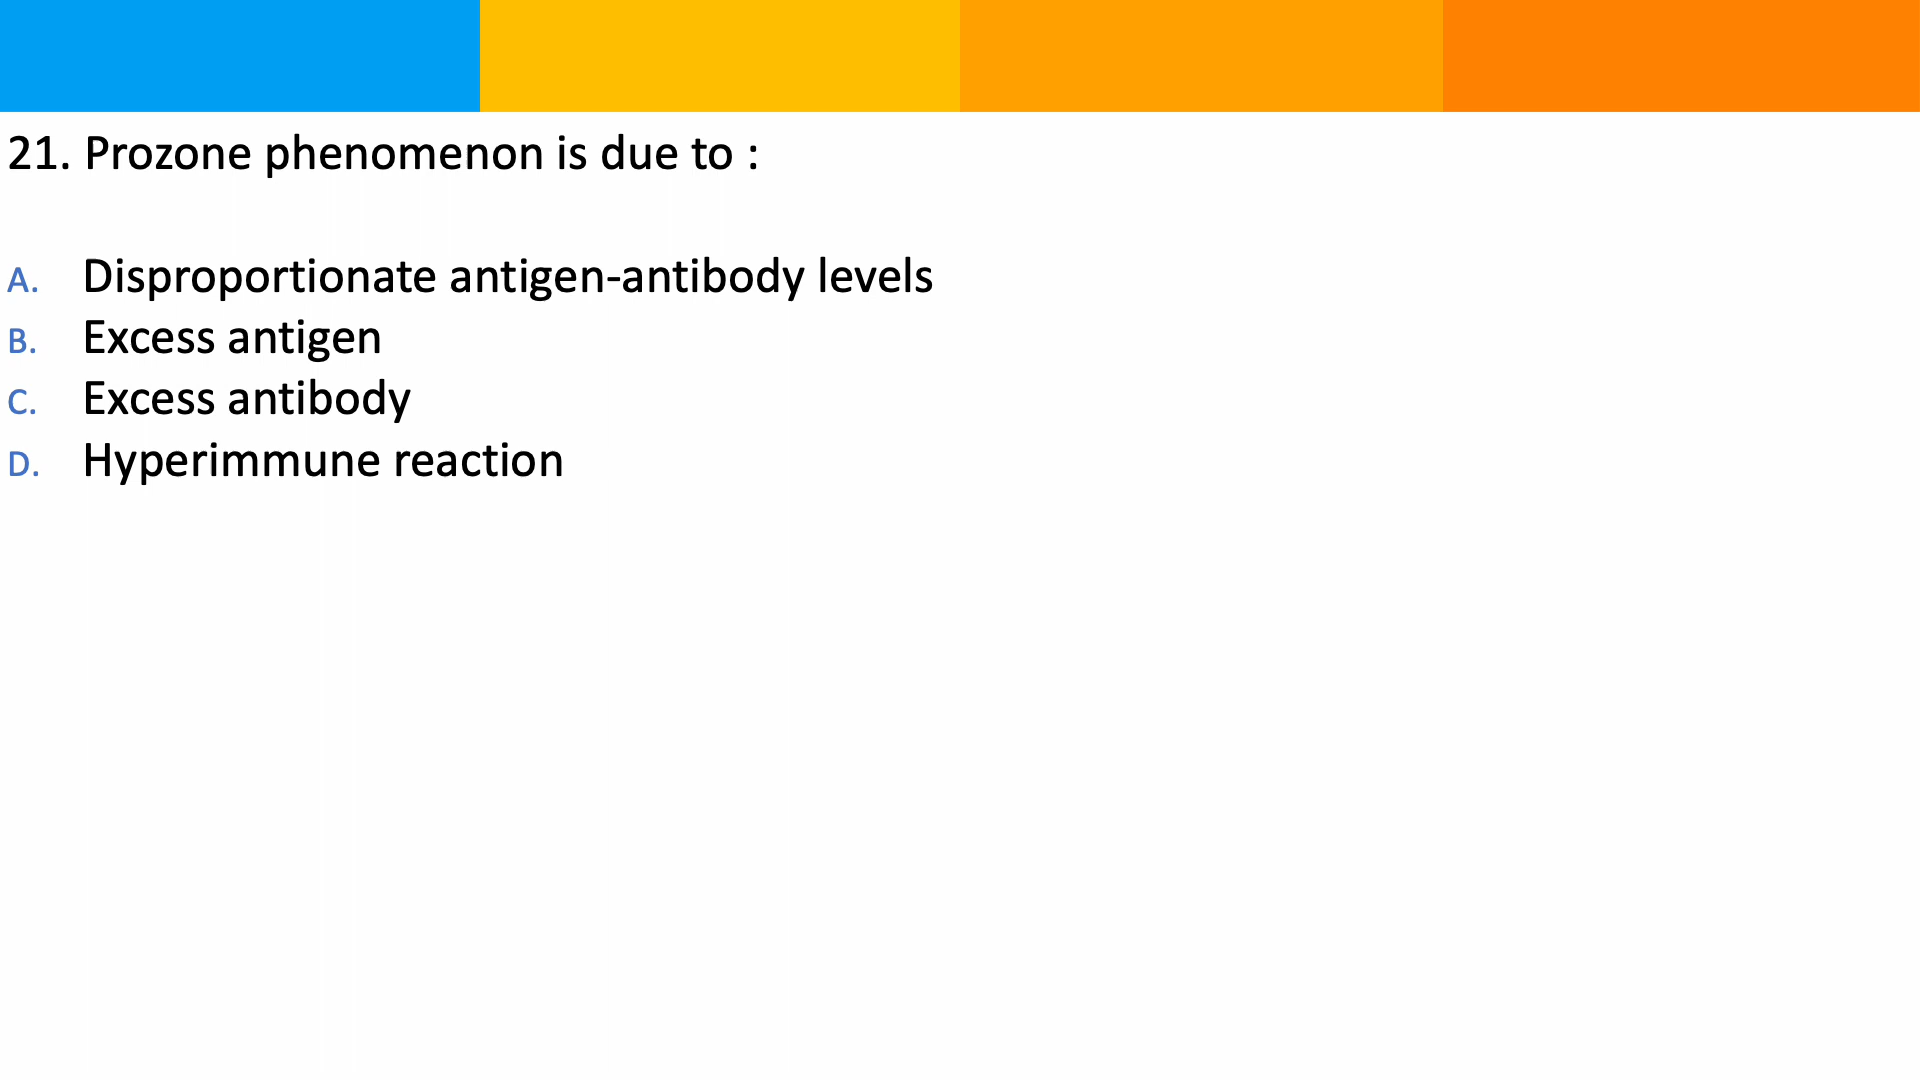 21. Prozone phenomenon is due to :
A. Disproportionate antigen-antibody levels
B. Excess antigen
C. Excess antibody
D. Hyperimmune reaction